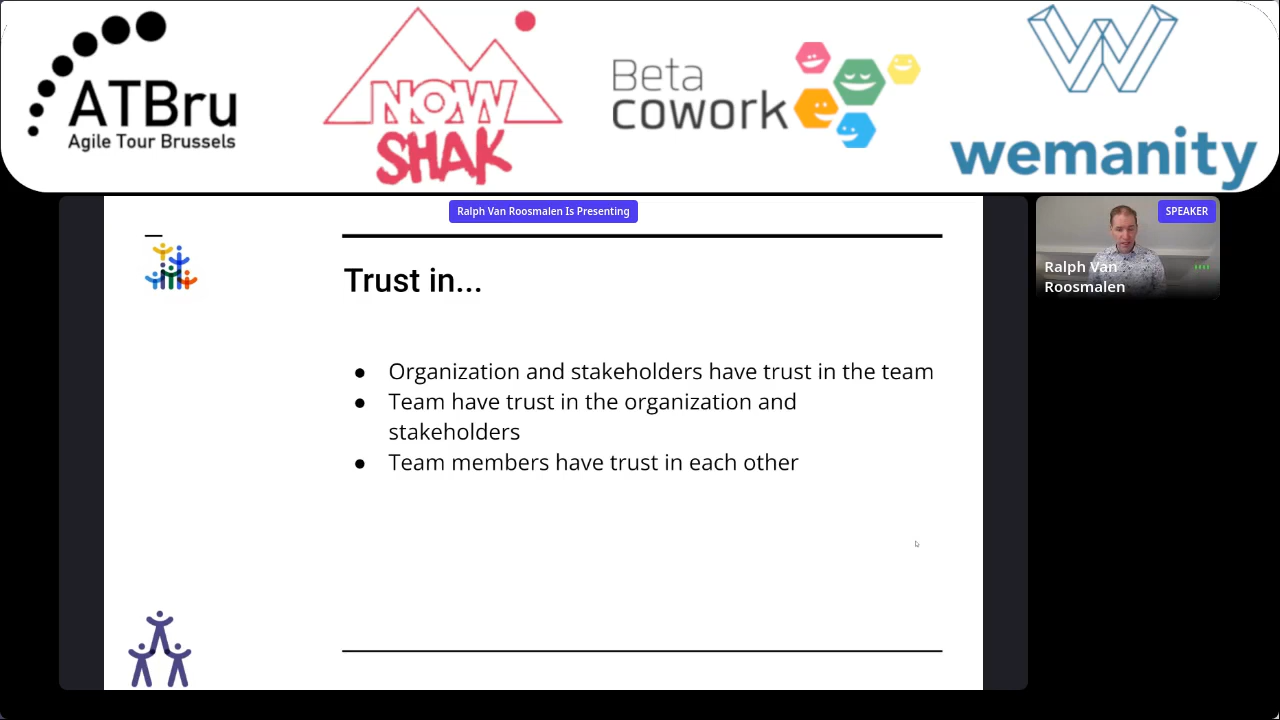 ATBru
Agile Tour Brussels
NOW
SHAK
Beta
cowork
wemanity
Ralph Van Roosmalen Is Presenting
SPEAKER
Ralph Van
Roosmalen
Trust in...
● Organization and stakeholders have trust in the team
● Team have trust in the organization and
stakeholders
● Team members have trust in each other